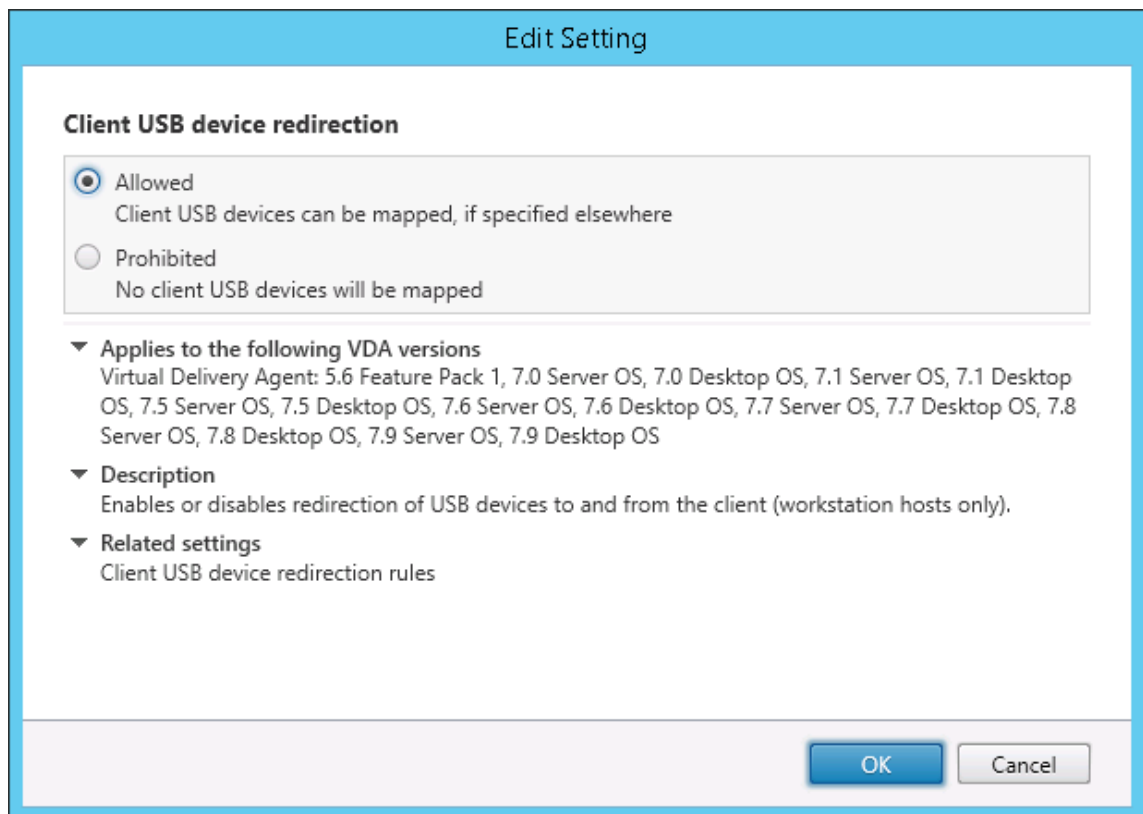 Edit Setting
Client USB device redirection
Allowed
Client USB devices can be mapped, if specified elsewhere
Prohibited
No client USB devices will be mapped
Applies to the following VDA versions
Virtual Delivery Agent: 5.6 Feature Pack 1, 7.0 Server OS, 7.0 Desktop OS, 7.1 Server OS, 7.1 Desktop
OS, 7.5 Server OS, 7.5 Desktop OS, 7.6 Server OS, 7.6 Desktop OS, 7.7 Server OS, 7.7 Desktop OS, 7.8
Server OS, 7.8 Desktop OS, 7.9 Server OS, 7.9 Desktop OS
Description
Enables or disables redirection of USB devices to and from the client (workstation hosts only).
Related settings
Client USB device redirection rules
OK
Cancel